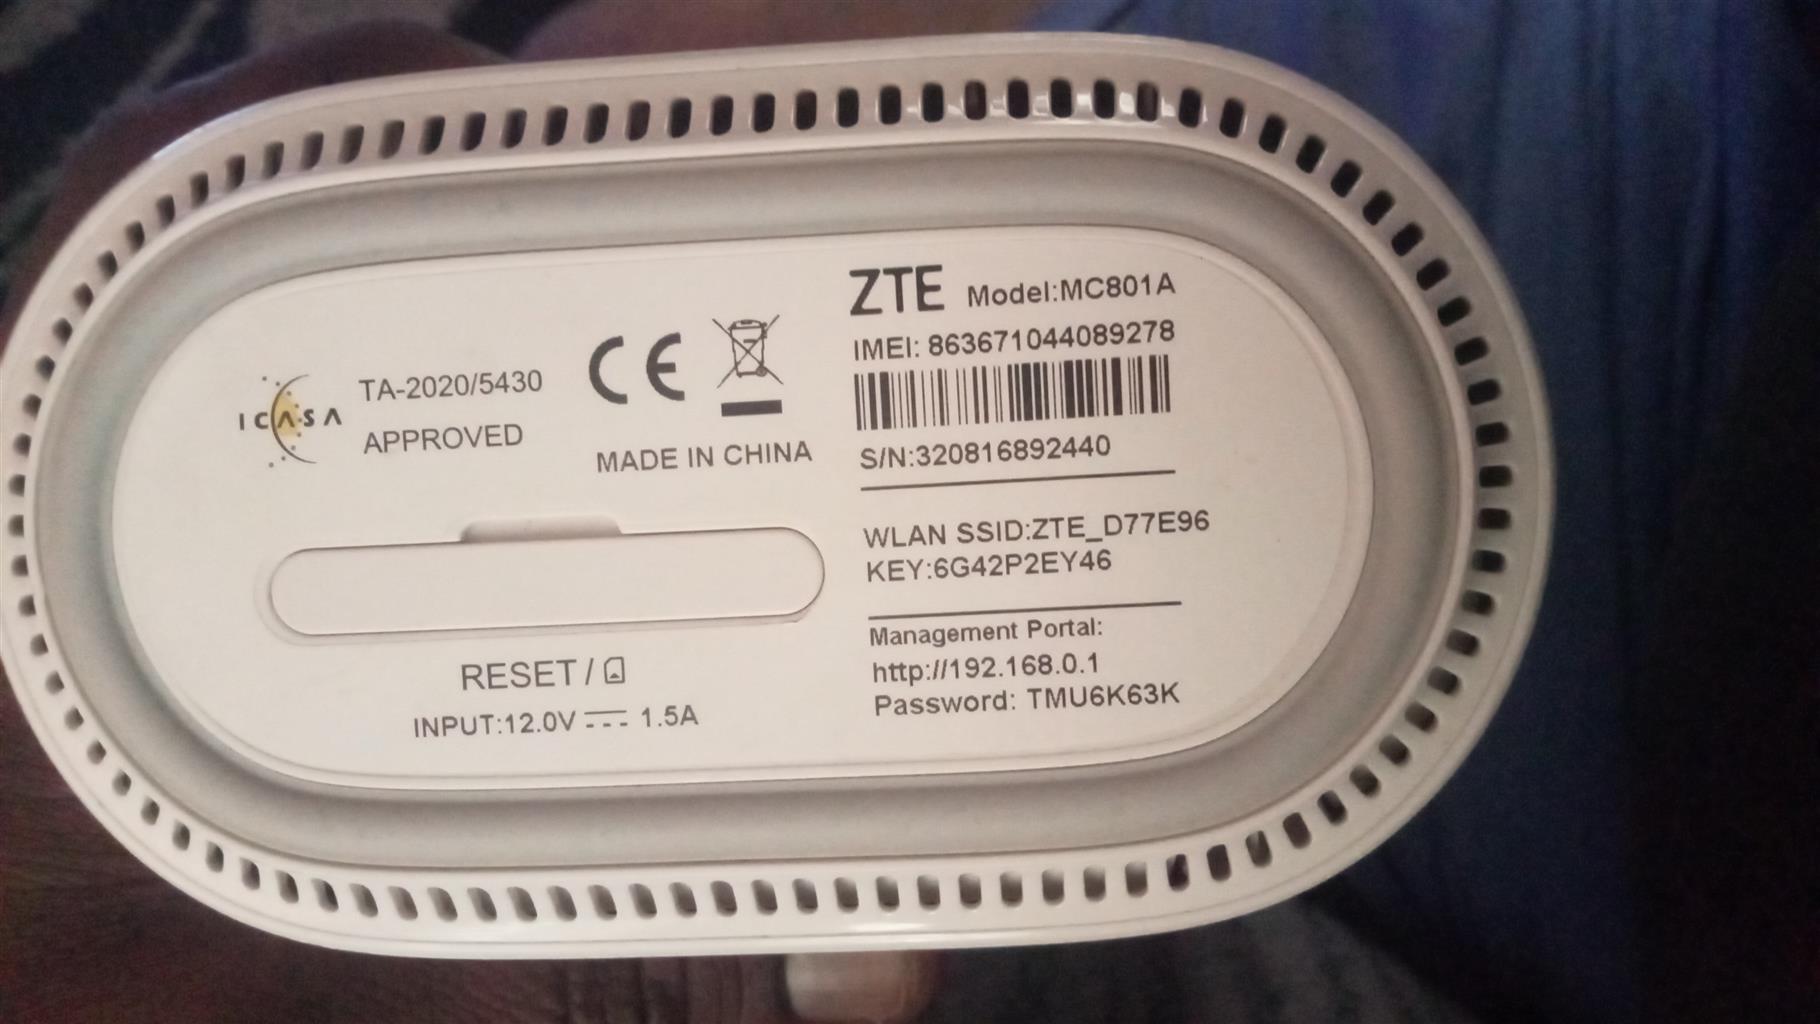 ICASA
TA-2020/5430
APPROVED
CE
MADE IN CHINA
RESET /
INPUT:12.0V 1.5A
ZTE Model:MC801A
IMEI: 863671044089278
S/N:320816892440
WLAN SSID:ZTE_D77E96
KEY:6G42P2EY46
Management Portal:
http://192.168.0.1
Password: TMU6K63K